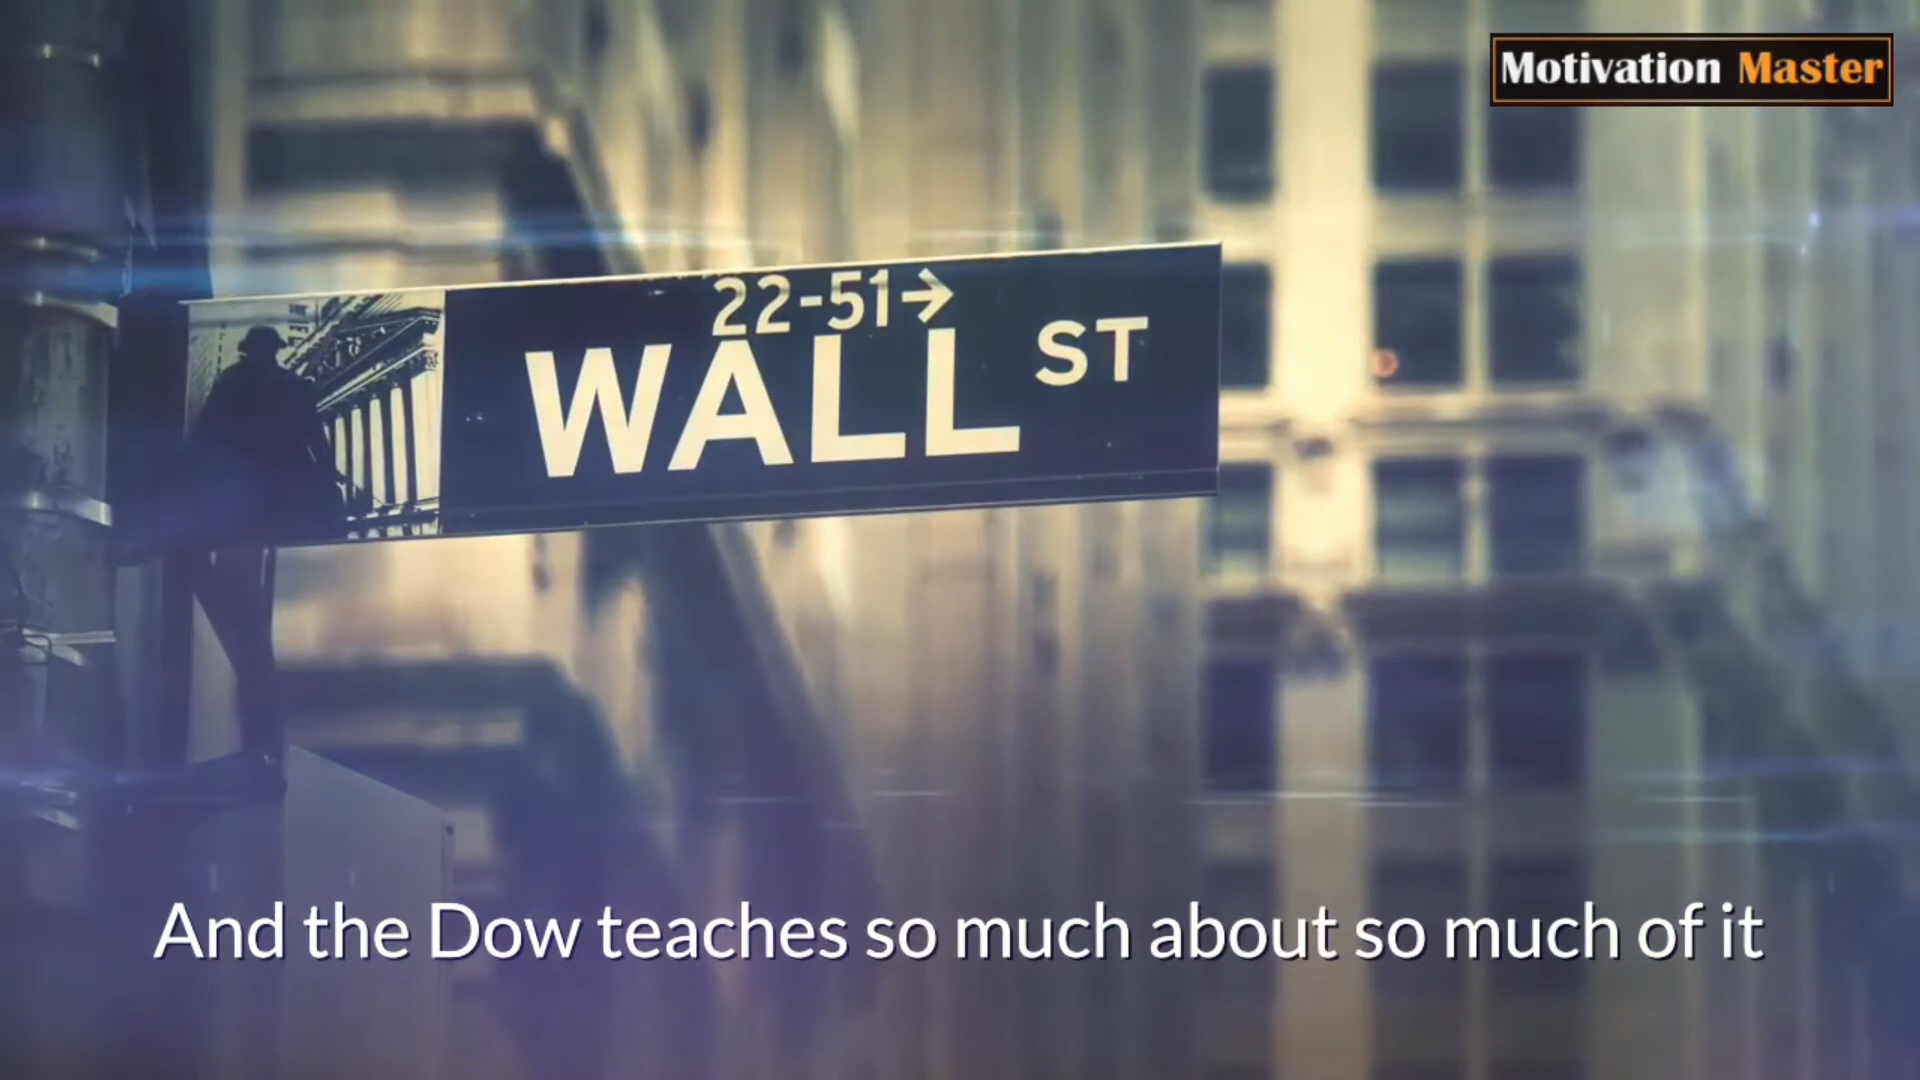 Motivation Master
22-51→
WALL ST
And the Dow teaches so much about so much of it